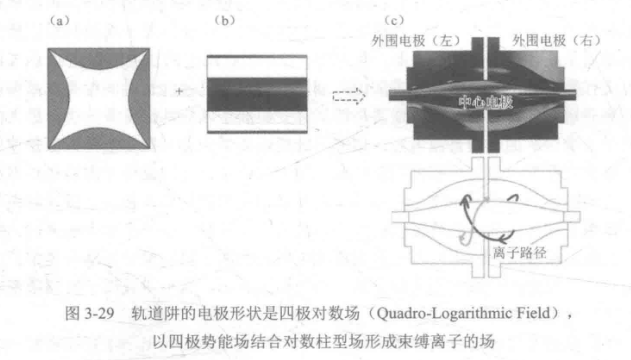 (a)
(b)
(c)
外围电极(左)
外围电极(右)
+
中心电极
离子路径
图 3-29 轨道阱的电极形状是四极对数场(Quadro-Logarithmic Field),
以四极势能场结合对数柱型场形成束缚离子的场